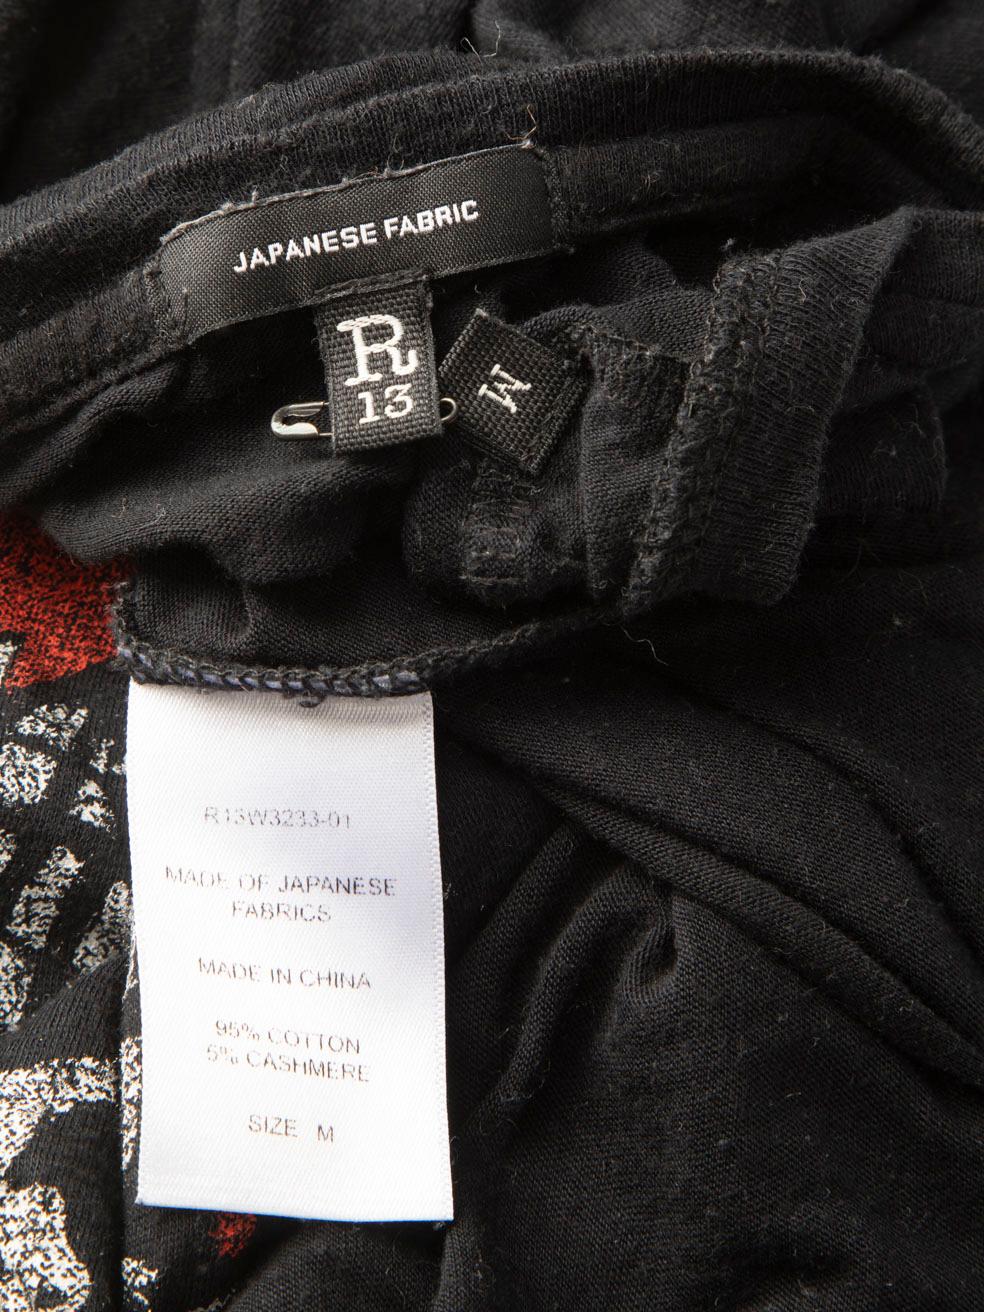 JAPANESE FABRIC
R
13
M
R13W3233-01
MADE OF JAPANESE
FABRICS
MADE IN CHINA
95% COTTON
5% CASHMERE
SIZE M